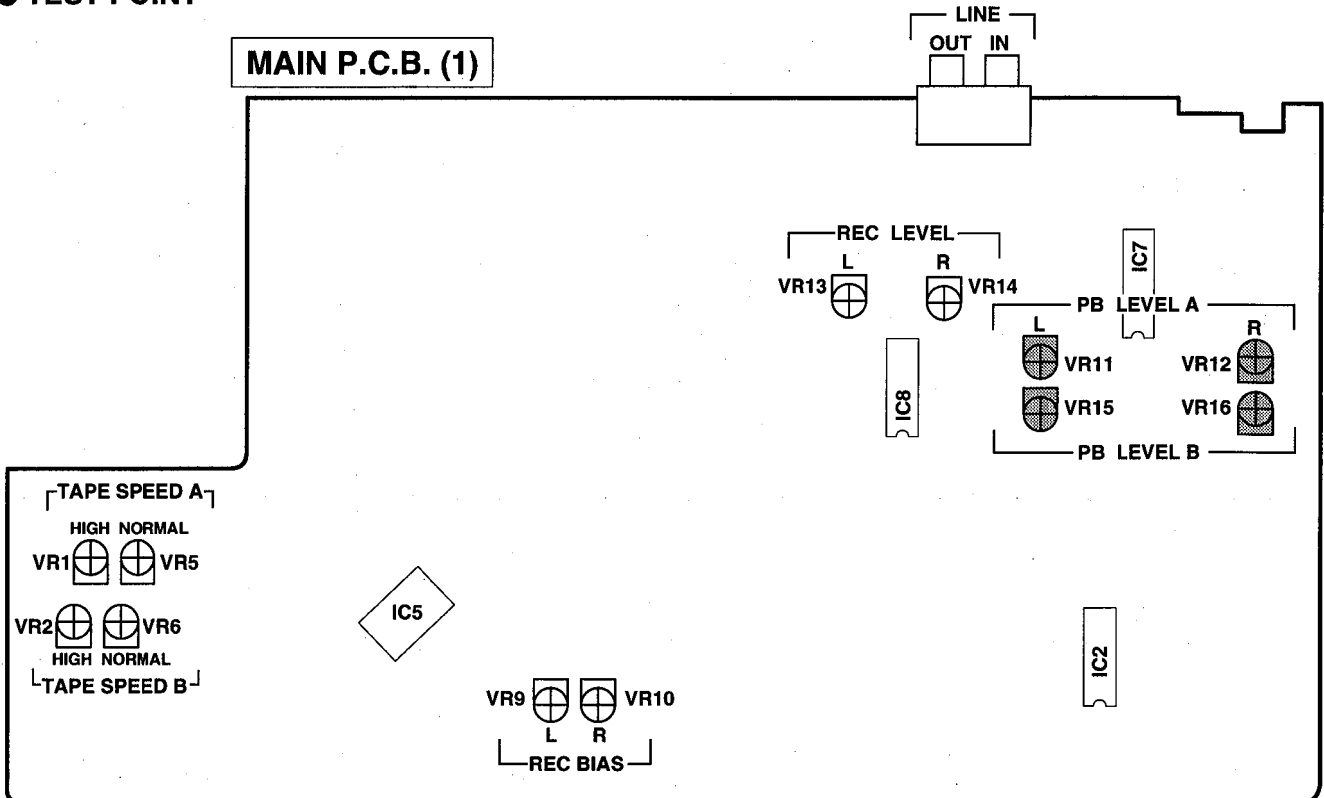 TEST POINT
LINE
OUT IN
MAIN P.C.B. (1)
REC LEVEL
L R
VR13 VR14
IC7
PB LEVEL A
L R
VR11 VR12
IC8
VR15 VR16
PB LEVEL B
TAPE SPEED A
HIGH NORMAL
VR1 VR5
VR2 VR6
HIGH NORMAL
TAPE SPEED B
IC5
IC2
VR9 VR10
L R
REC BIAS